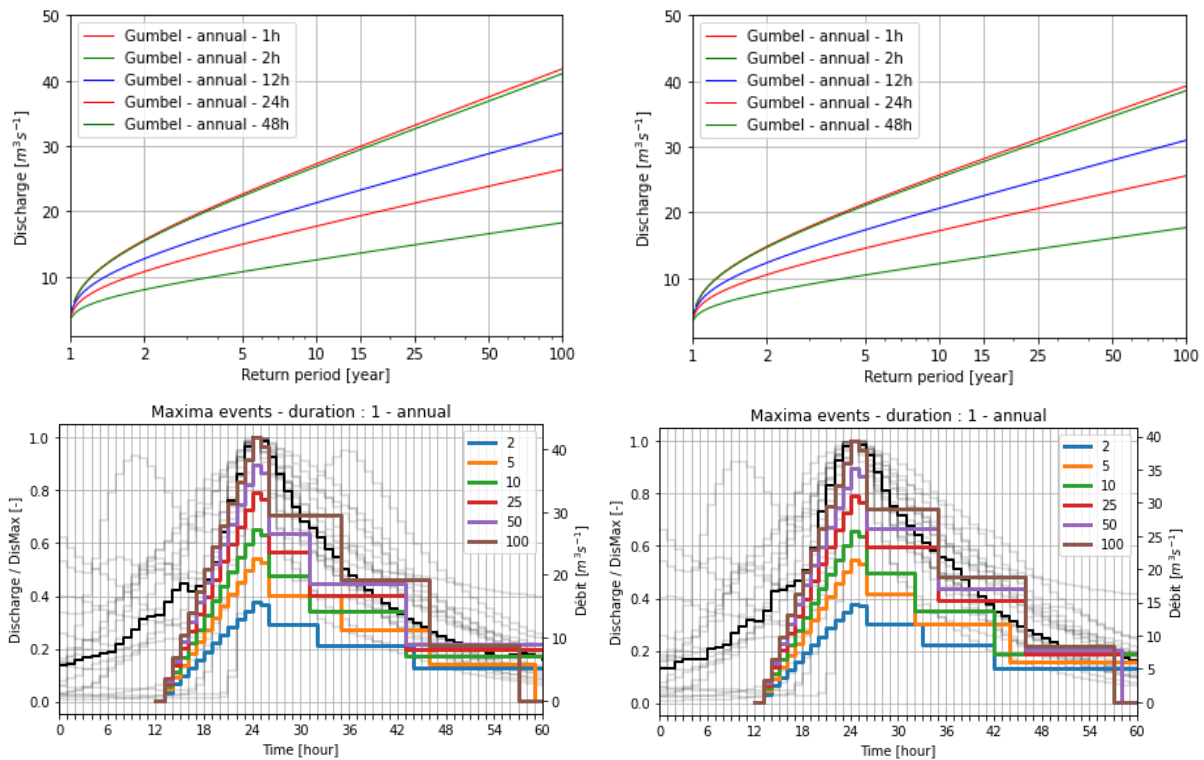 50
40
30
20
10
Discharge [m³s⁻¹]
Gumbel - annual - 1h
Gumbel - annual - 2h
Gumbel - annual - 12h
Gumbel - annual - 24h
Gumbel - annual - 48h
1 2 5 10 15 25 50 100
Return period [year]
50
40
30
20
10
Discharge [m³s⁻¹]
Gumbel - annual - 1h
Gumbel - annual - 2h
Gumbel - annual - 12h
Gumbel - annual - 24h
Gumbel - annual - 48h
1 2 5 10 15 25 50 100
Return period [year]
Maxima events - duration : 1 - annual
1.0
0.8
0.6
0.4
0.2
0.0
Discharge / DisMax [-]
2
5
10
25
50
100
40
30
20
10
0
Débit [m³s⁻¹]
0 6 12 18 24 30 36 42 48 54 60
Time [hour]
Maxima events - duration : 1 - annual
1.0
0.8
0.6
0.4
0.2
0.0
Discharge / DisMax [-]
2
5
10
25
50
100
40
35
30
25
20
15
10
5
0
Débit [m³s⁻¹]
0 6 12 18 24 30 36 42 48 54 60
Time [hour]